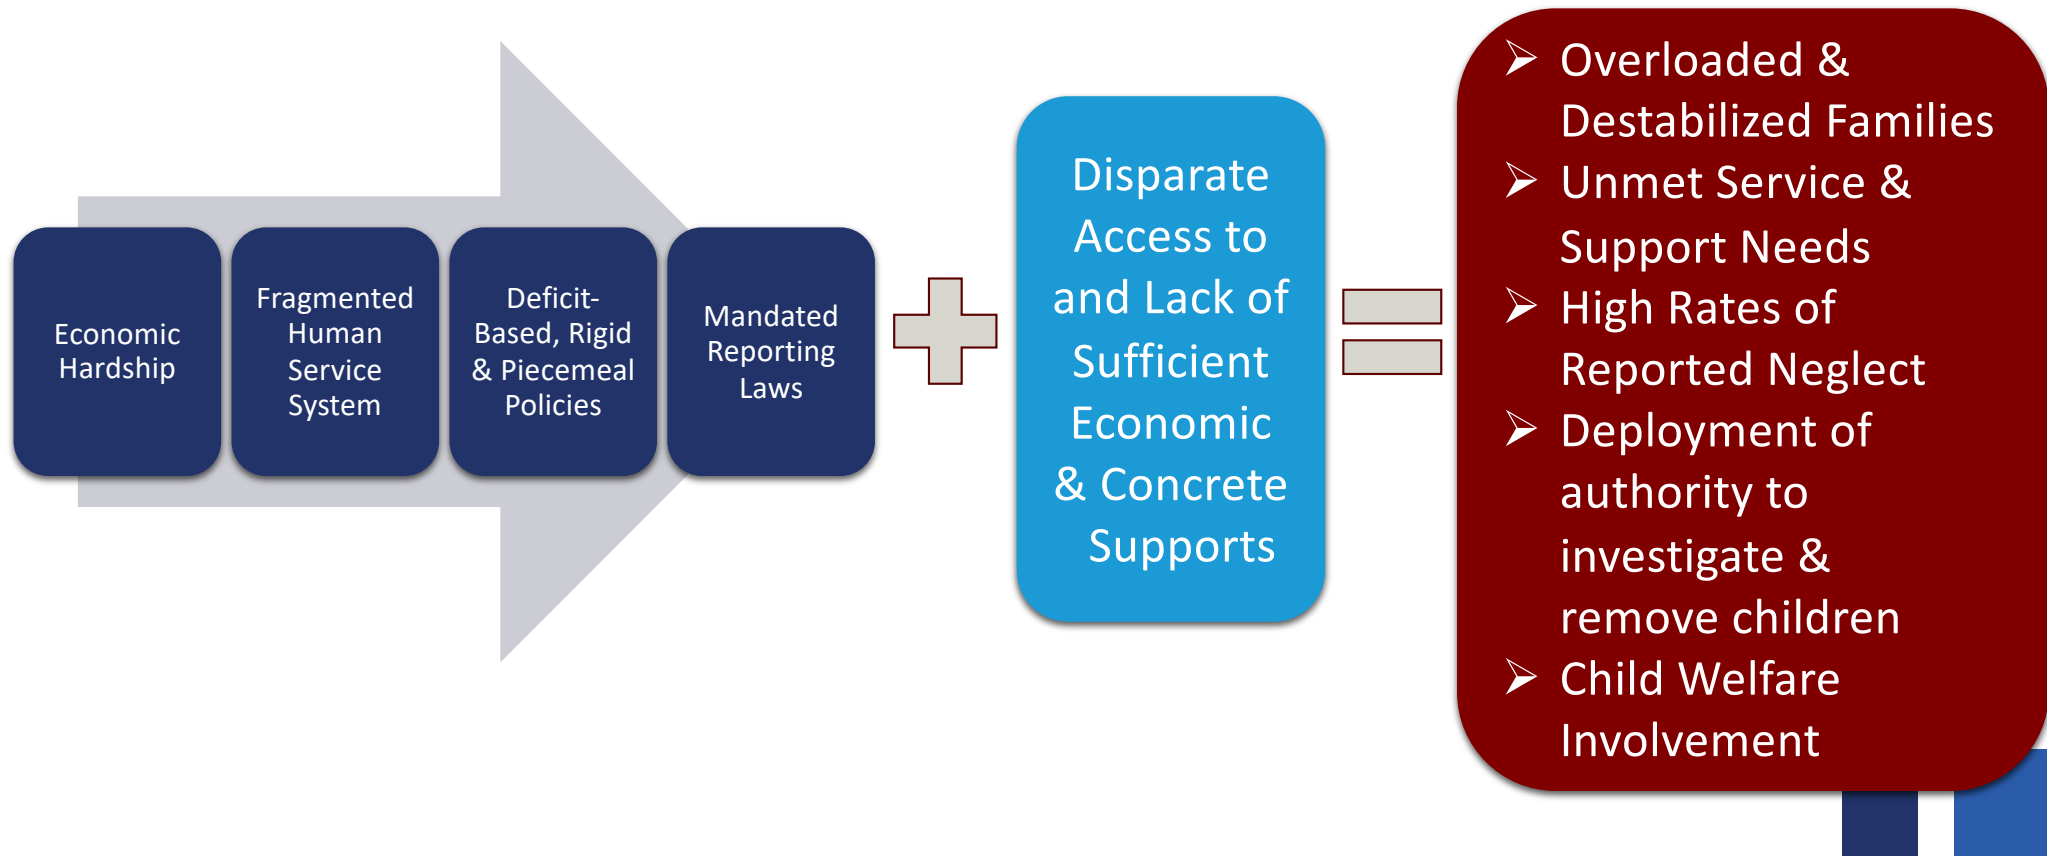 Economic
Hardship
Fragmented
Human
Service
System
Deficit-
Based, Rigid
& Piecemeal
Policies
Mandated
Reporting
Laws
Disparate
Access to
and Lack of
Sufficient
Economic
& Concrete
Supports
➢ Overloaded &
Destabilized Families
➢ Unmet Service &
Support Needs
➢ High Rates of
Reported Neglect
➢ Deployment of
authority to
investigate &
remove children
➢ Child Welfare
Involvement